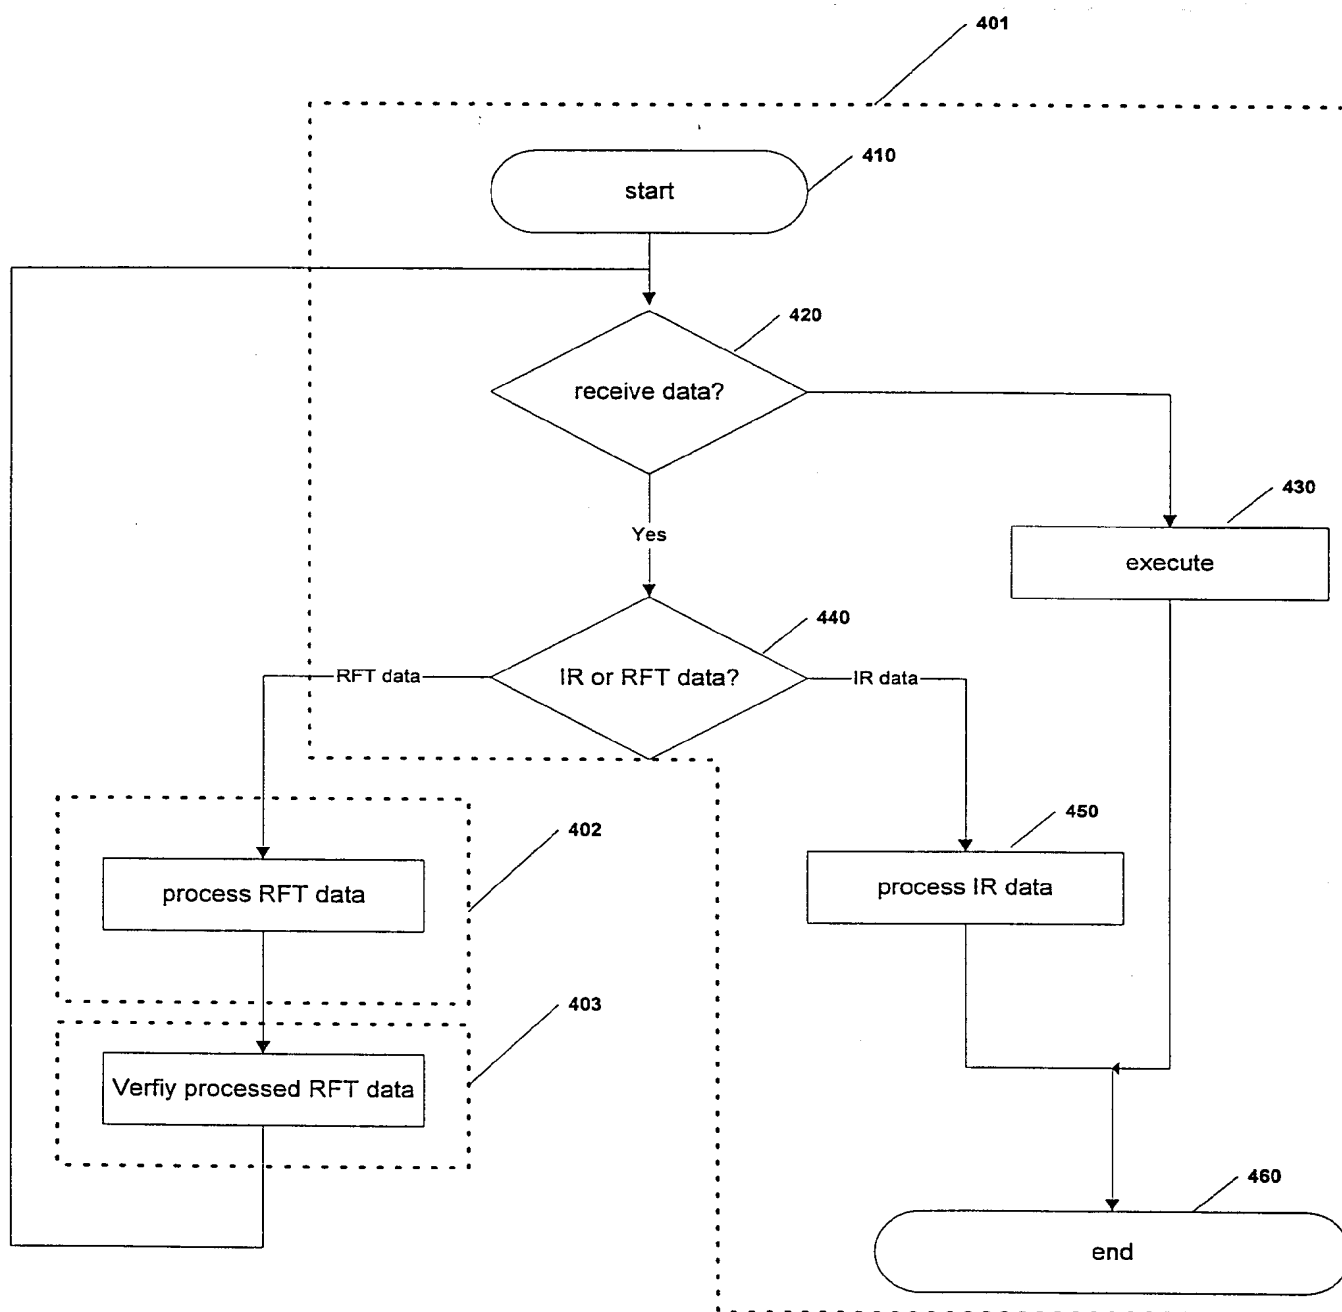 401
410
start
420
receive data?
430
Yes
execute
440
RFT data
IR or RFT data?
IR data
450
402
process RFT data
process IR data
403
Verfiy processed RFT data
460
end